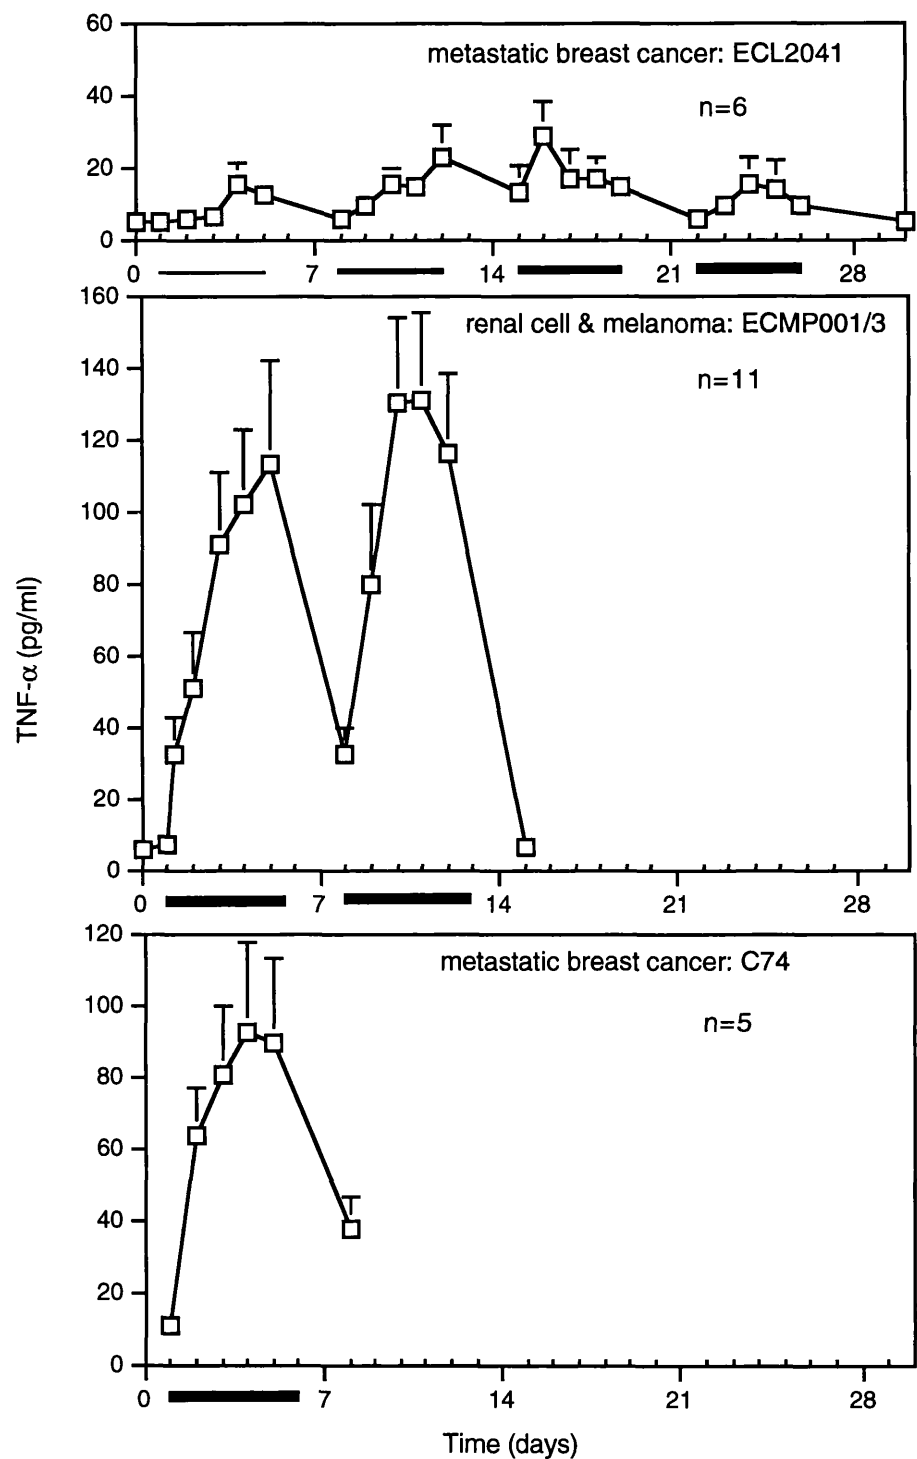 60
metastatic breast cancer: ECL2041
40
n=6
20
0
0 7 14 21 28
160
renal cell & melanoma: ECMP001/3
140
n=11
120
100
80
60
40
20
0
0 7 14 21 28
TNF-α (pg/ml)
120
metastatic breast cancer: C74
100
n=5
80
60
40
20
0
0 7 14 21 28
Time (days)